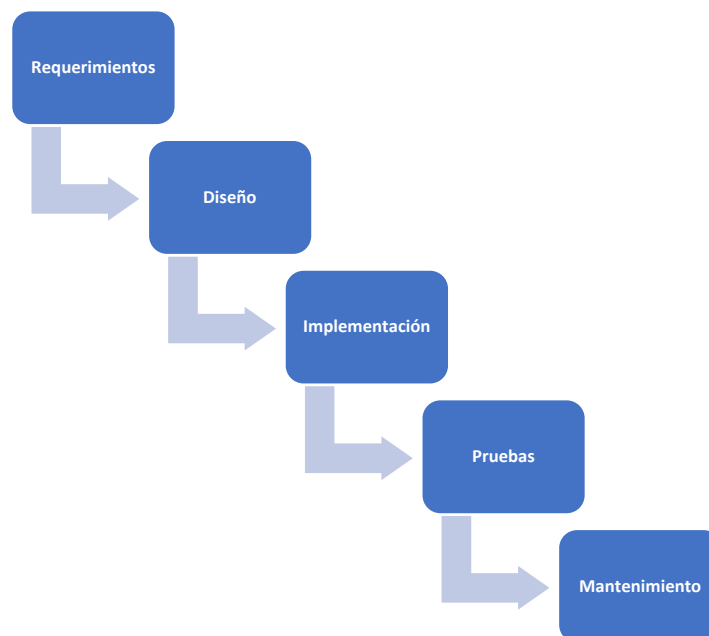 Requerimientos
Diseño
Implementación
Pruebas
Mantenimiento